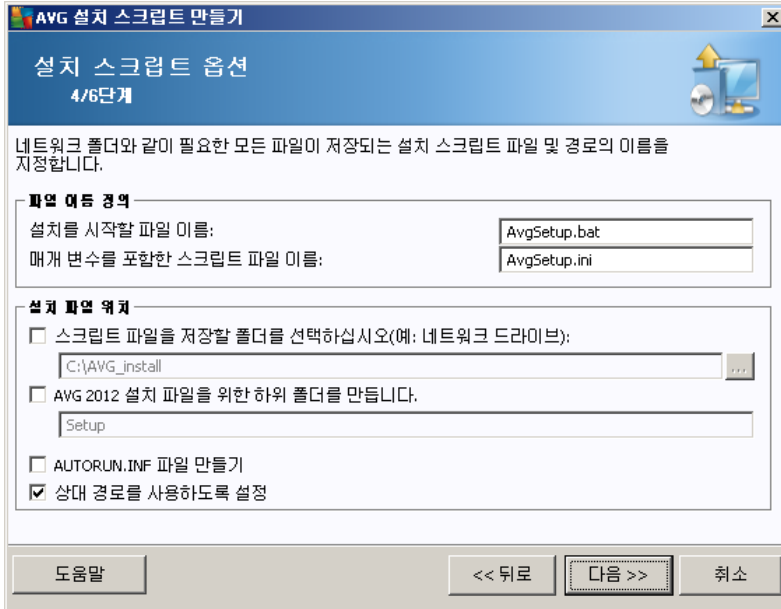 AVG 설치 스크립트 만들기
설치 스크립트 옵션
4/6단계
네트워크 폴더와 같이 필요한 모든 파일이 저장되는 설치 스크립트 파일 및 경로의 이름을
지정합니다.
파일 이름 정의
설치를 시작할 파일 이름:
AvgSetup.bat
매개 변수를 포함한 스크립트 파일 이름:
AvgSetup.ini
설치 파일 위치
스크립트 파일을 저장할 폴더를 선택하십시오(예: 네트워크 드라이브):
C:\AVG_install
...
AVG 2012 설치 파일을 위한 하위 폴더를 만듭니다.
Setup
AUTORUN.INF 파일 만들기
상대 경로를 사용하도록 설정
도움말
<< 뒤로
다음 >>
취소